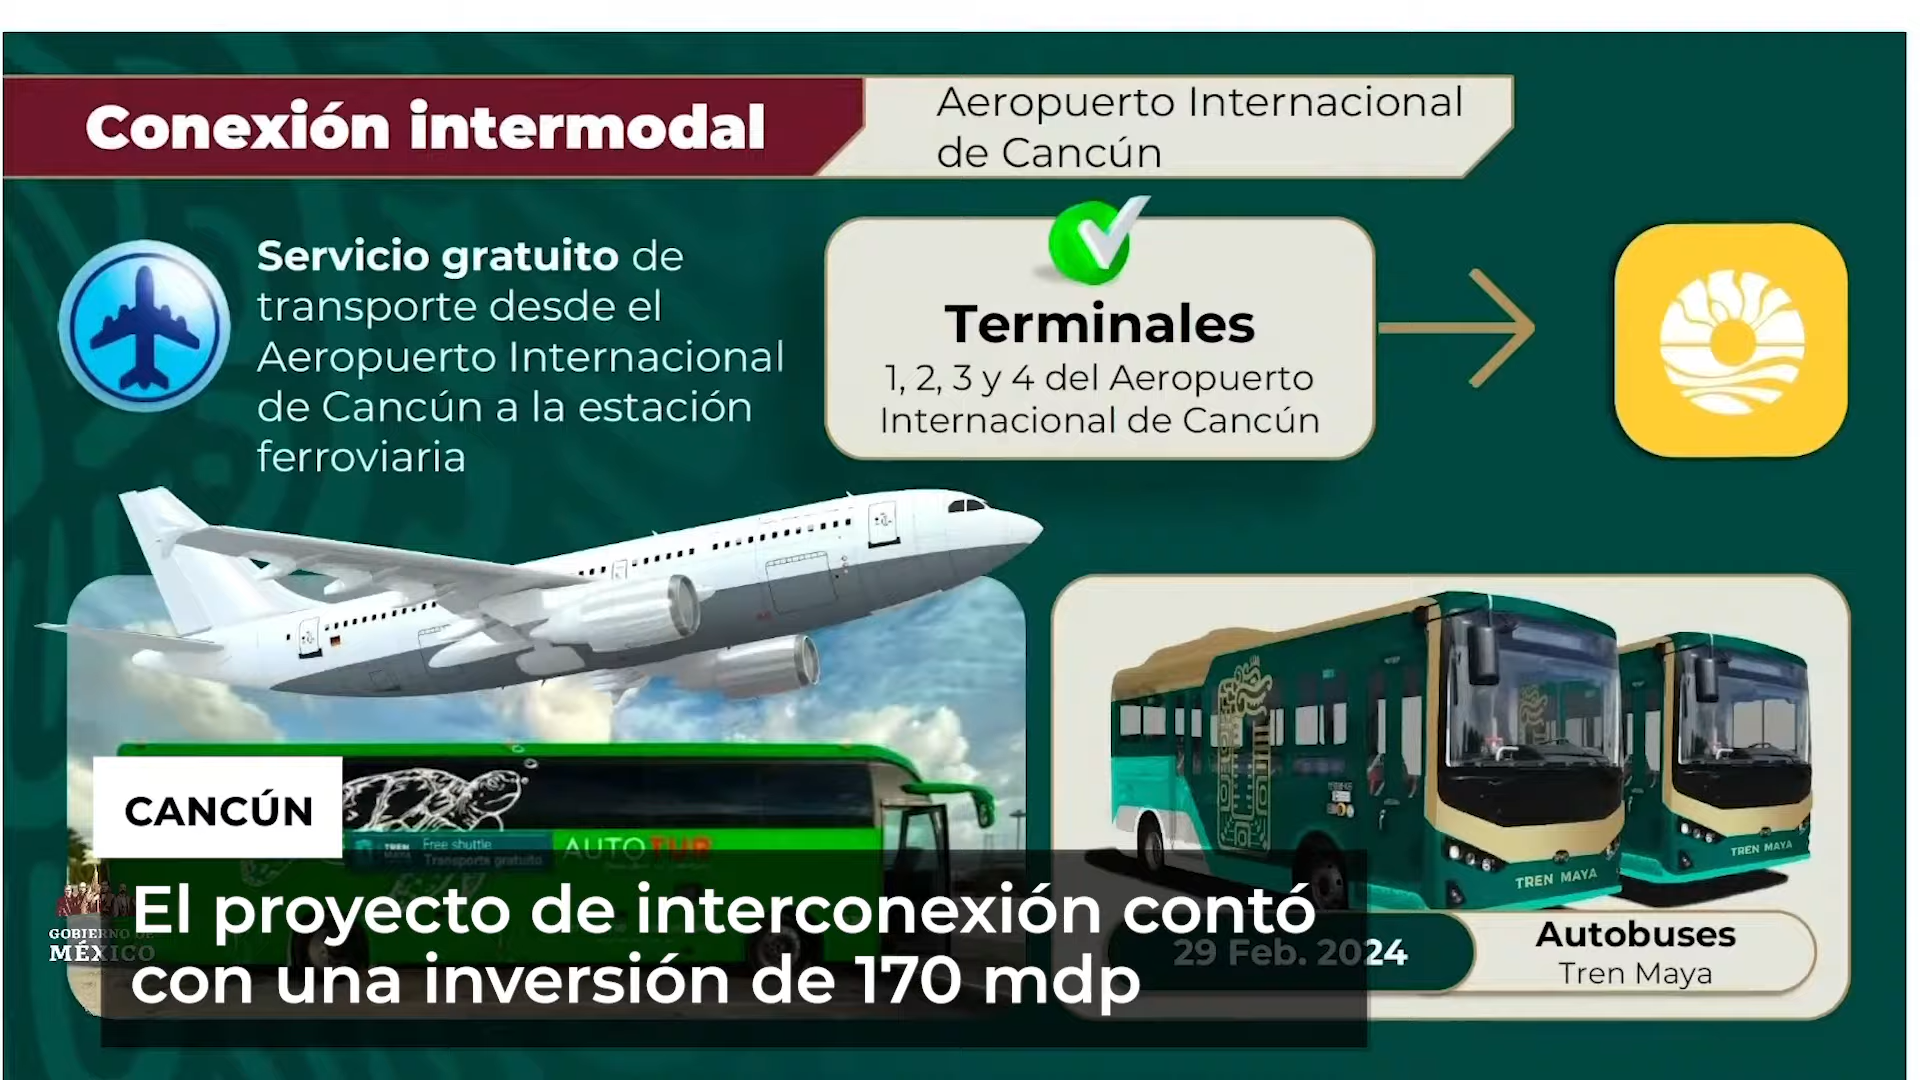 Conexión intermodal
Aeropuerto Internacional
de Cancún
Servicio gratuito de
transporte desde el
Aeropuerto Internacional
de Cancún a la estación
ferroviaria
Terminales
1, 2, 3 y 4 del Aeropuerto
Internacional de Cancún
CANCÚN
TREN MAYA
Free shuttle
Transporte gratuito
AUTOTUR
TREN MAYA
TREN MAYA
GOBIERNO DE
MÉXICO
El proyecto de interconexión contó
con una inversión de 170 mdp
29 Feb. 2024
Autobuses
Tren Maya